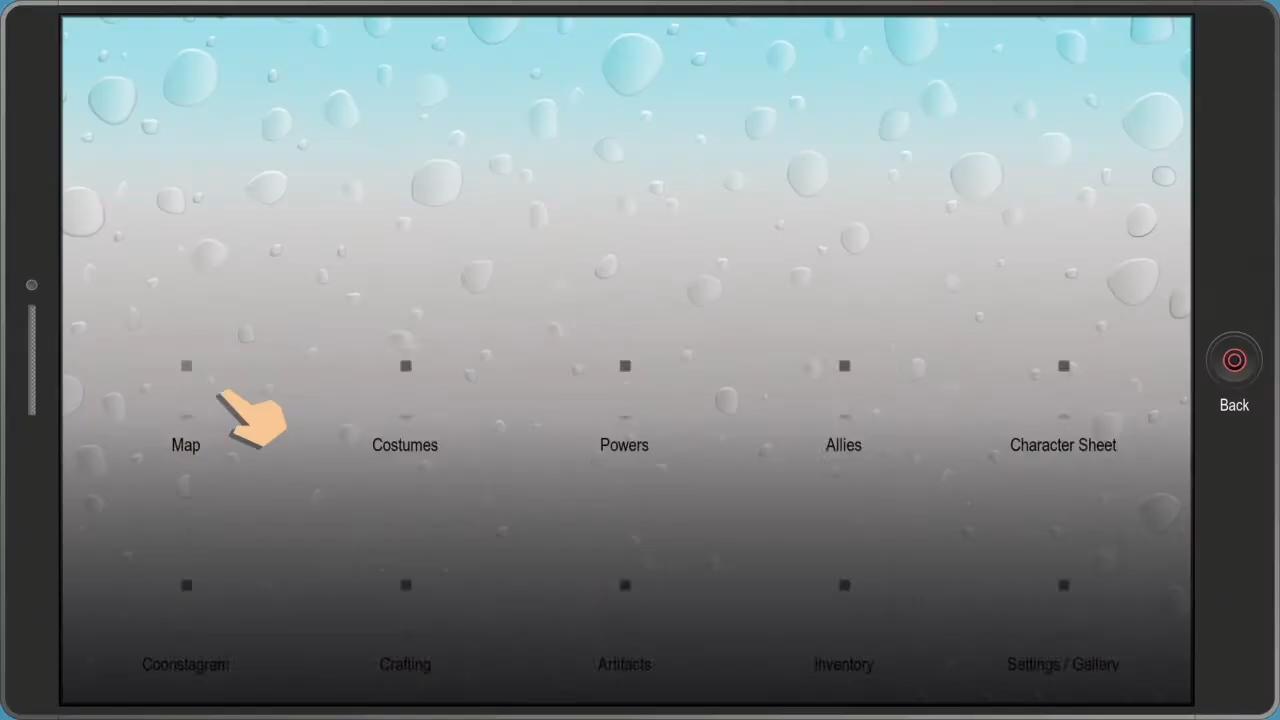 Map
Costumes
Powers
Allies
Character Sheet
Back
Coonstagram
Crafting
Artifacts
Inventory
Settings / Gallery